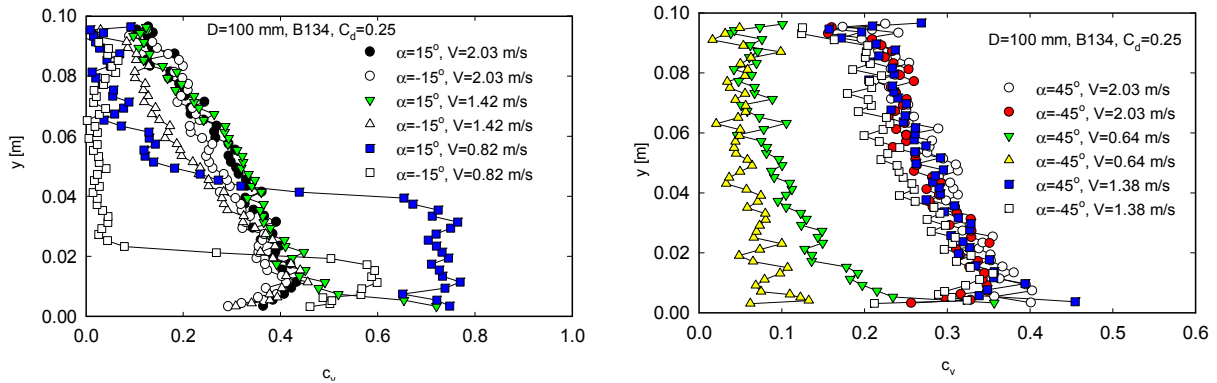 D=100 mm, B134, Cd=0.25
α=15°, V=2.03 m/s
α=-15°, V=2.03 m/s
α=15°, V=1.42 m/s
α=-15°, V=1.42 m/s
α=15°, V=0.82 m/s
α=-15°, V=0.82 m/s
y [m]
0.10
0.08
0.06
0.04
0.02
0.00
0.0 0.2 0.4 0.6 0.8 1.0
cv
D=100 mm, B134, Cd=0.25
α=45°, V=2.03 m/s
α=-45°, V=2.03 m/s
α=45°, V=0.64 m/s
α=-45°, V=0.64 m/s
α=45°, V=1.38 m/s
α=-45°, V=1.38 m/s
y [m]
0.10
0.08
0.06
0.04
0.02
0.00
0.0 0.1 0.2 0.3 0.4 0.5 0.6
cv